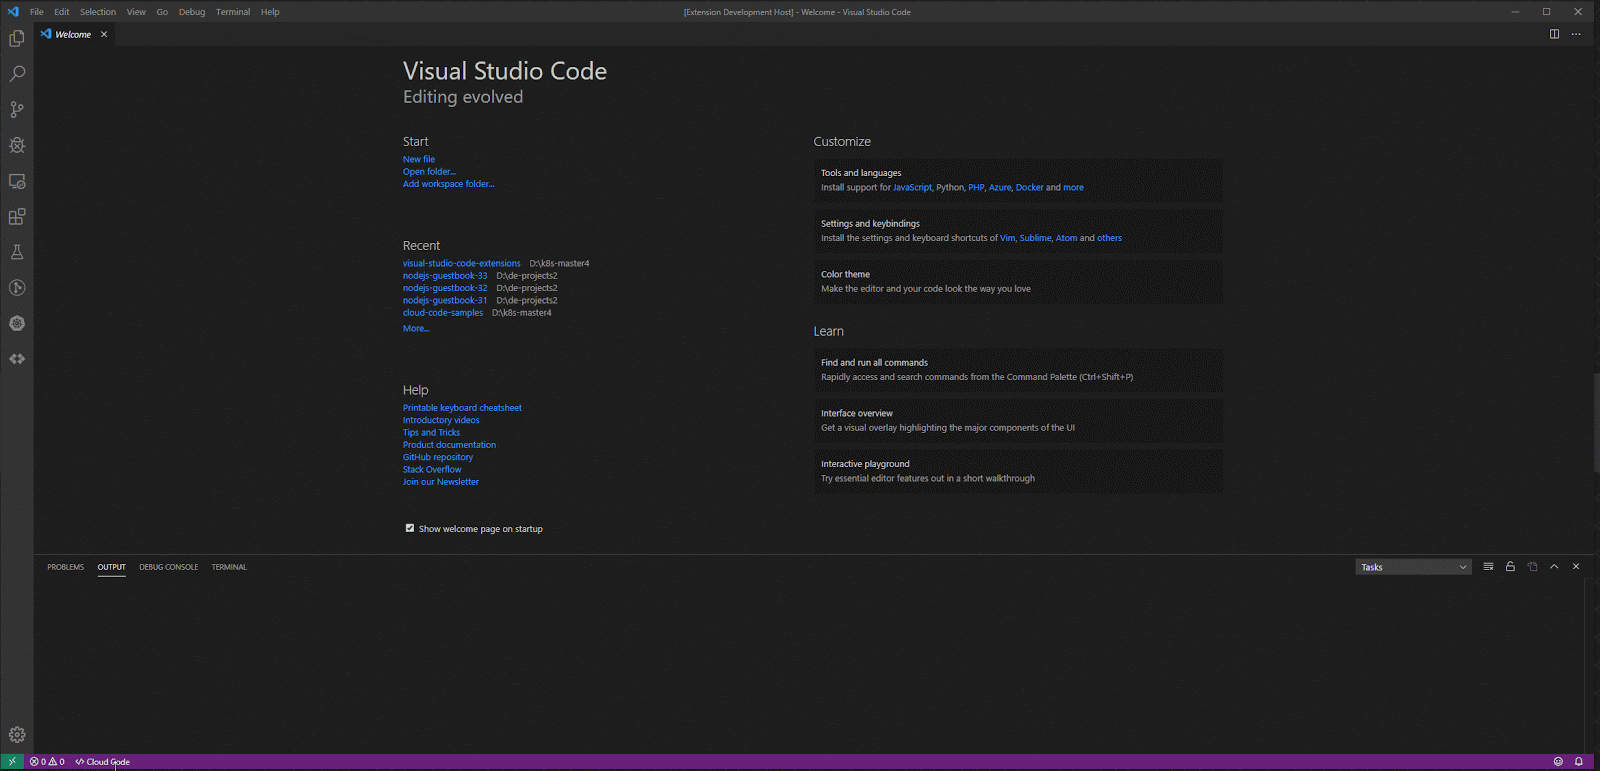 File Edit Selection View Go Debug Terminal Help
[Extension Development Host] - Welcome - Visual Studio Code
Welcome
Visual Studio Code
Editing evolved
Start
New file
Open folder...
Add workspace folder...
Recent
visual-studio-code-extensions D:\k8s-master4
nodejs-guestbook-33 D:\de-projects2
nodejs-guestbook-32 D:\de-projects2
nodejs-guestbook-31 D:\de-projects2
cloud-code-samples D:\k8s-master4
More...
Help
Printable keyboard cheatsheet
Introductory videos
Tips and Tricks
Product documentation
GitHub repository
Stack Overflow
Join our Newsletter
Show welcome page on startup
Customize
Tools and languages
Install support for JavaScript, Python, PHP, Azure, Docker and more
Settings and keybindings
Install the settings and keyboard shortcuts of Vim, Sublime, Atom and others
Color theme
Make the editor and your code look the way you love
Learn
Find and run all commands
Rapidly access and search commands from the Command Palette (Ctrl+Shift+P)
Interface overview
Get a visual overlay highlighting the major components of the UI
Interactive playground
Try essential editor features out in a short walkthrough
PROBLEMS OUTPUT DEBUG CONSOLE TERMINAL
Tasks
0 0 Cloud Code